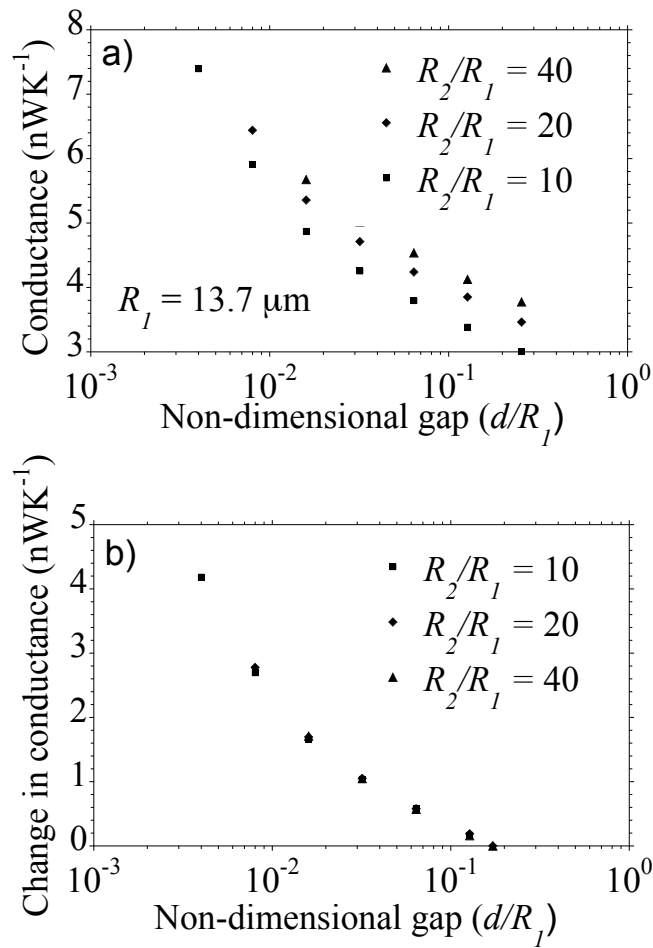 a)
Conductance (nWK⁻¹)
8
7
6
5
4
3
R₂/R₁ = 40
R₂/R₁ = 20
R₂/R₁ = 10
R₁ = 13.7 μm
10⁻³ 10⁻² 10⁻¹ 10⁰
Non-dimensional gap (d/R₁)
b)
Change in conductance (nWK⁻¹)
5
4
3
2
1
0
R₂/R₁ = 10
R₂/R₁ = 20
R₂/R₁ = 40
10⁻³ 10⁻² 10⁻¹ 10⁰
Non-dimensional gap (d/R₁)